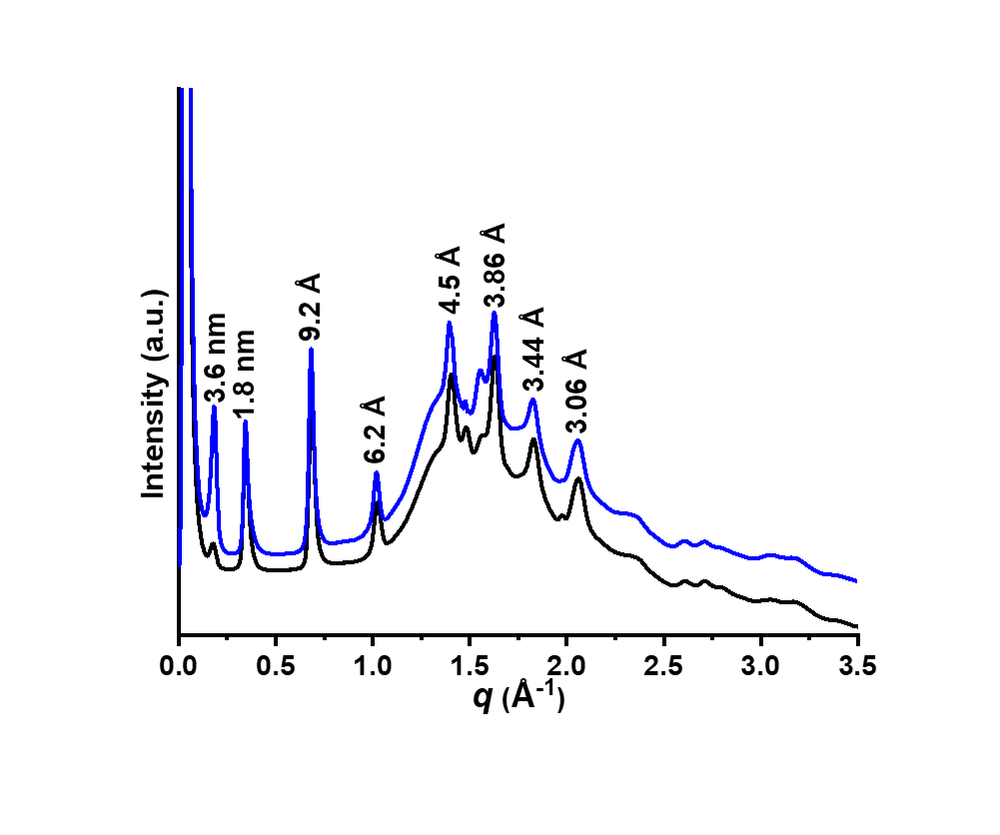 Intensity (a.u.)
3.6 nm
1.8 nm
9.2 Å
6.2 Å
4.5 Å
3.86 Å
3.44 Å
3.06 Å
0.0 0.5 1.0 1.5 2.0 2.5 3.0 3.5
q (Å-1)